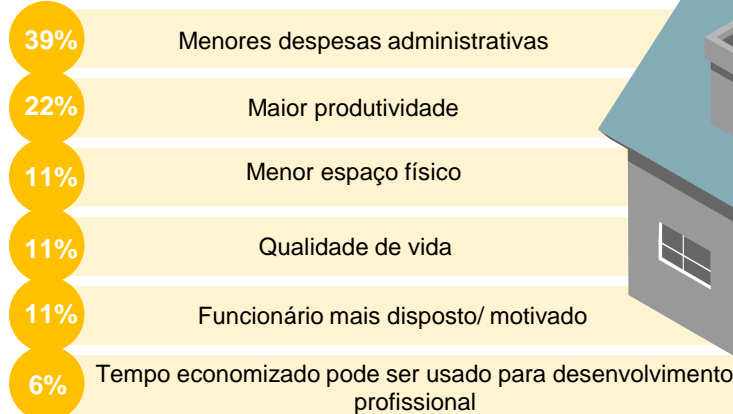 39% Menores despesas administrativas
22% Maior produtividade
11% Menor espaço físico
11% Qualidade de vida
11% Funcionário mais disposto/ motivado
6% Tempo economizado pode ser usado para desenvolvimento
profissional